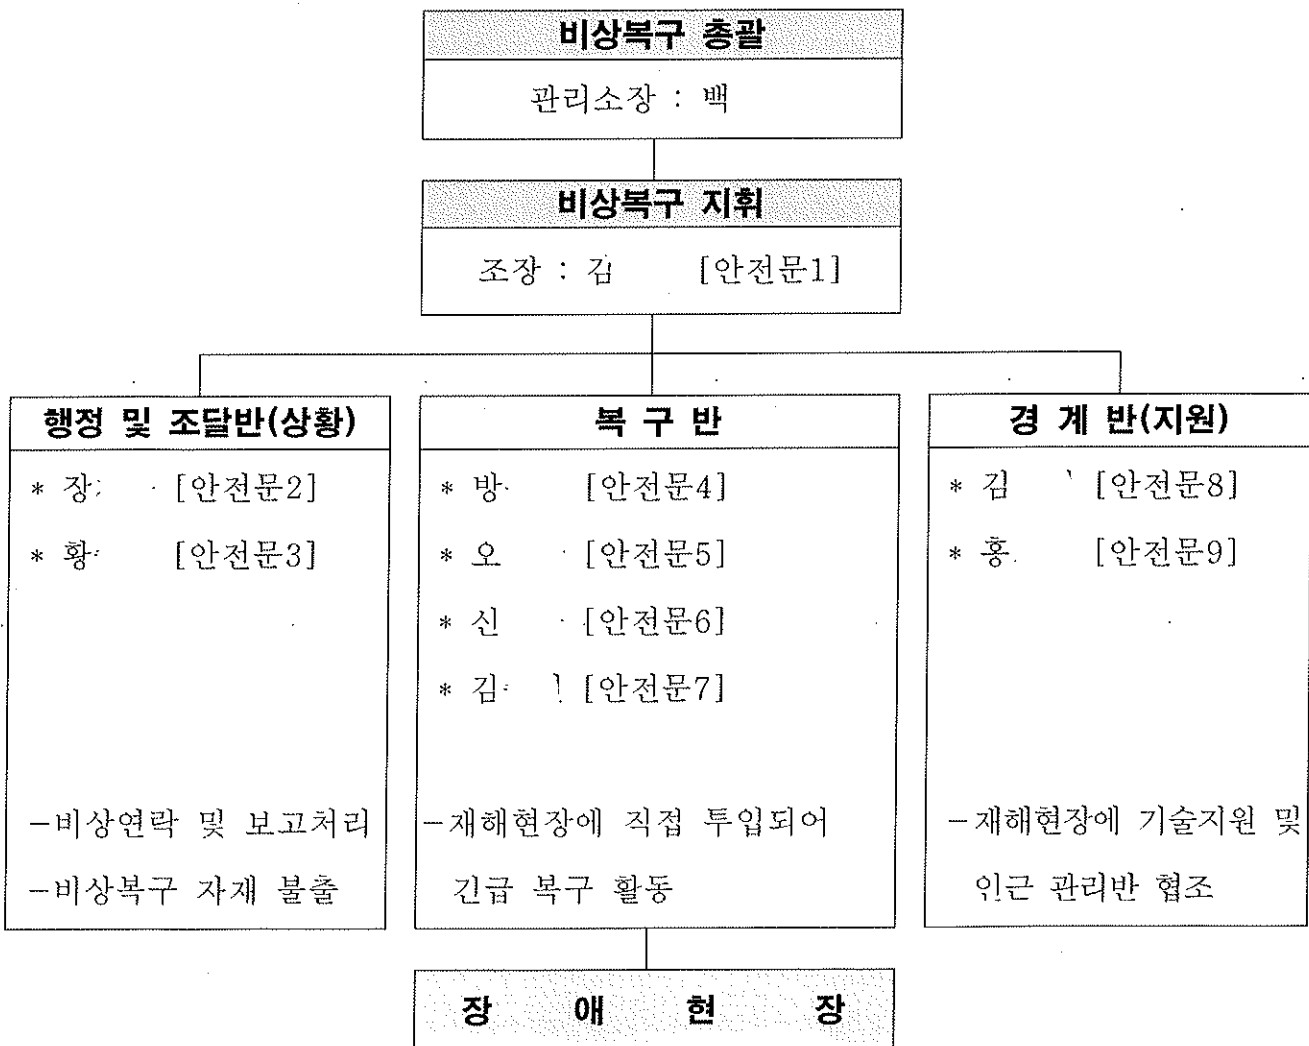 비상복구 총괄
관리소장 : 백
비상복구 지휘
조장 : 김 [안전문1]
행정 및 조달반(상황)
* 장 [안전문2]
* 황 [안전문3]
-비상연락 및 보고처리
-비상복구 자재 불출
복 구 반
* 방 [안전문4]
* 오 [안전문5]
* 신 [안전문6]
* 김 [안전문7]
-재해현장에 직접 투입되어
긴급 복구 활동
경 계 반(지원)
* 김 [안전문8]
* 홍 [안전문9]
-재해현장에 기술지원 및
인근 관리반 협조
장 애 현 장